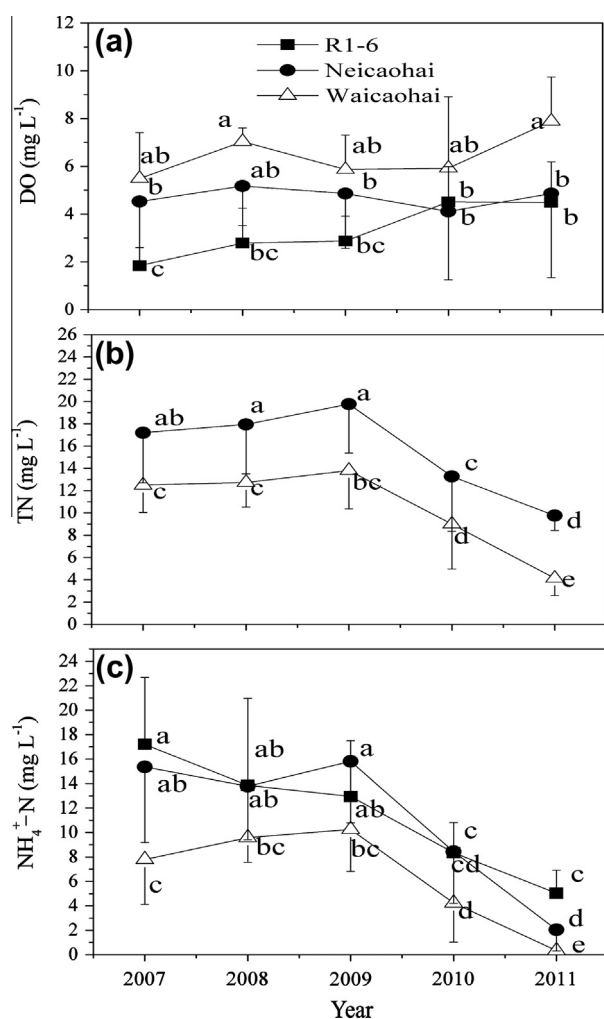 (a)
R1-6
Neicaohai
Waicaohai
DO (mg L⁻¹)
12
10
8
6
4
2
0
ab a ab ab a
b ab b b b
c bc bc b b
(b)
TN (mg L⁻¹)
26
24
22
20
18
16
14
12
10
8
6
4
2
0
ab a a c d
c c bc d e
(c)
NH₄⁺−N (mg L⁻¹)
24
22
20
18
16
14
12
10
8
6
4
2
0
a ab a c c
ab ab ab cd d
c bc bc d e
2007 2008 2009 2010 2011
Year